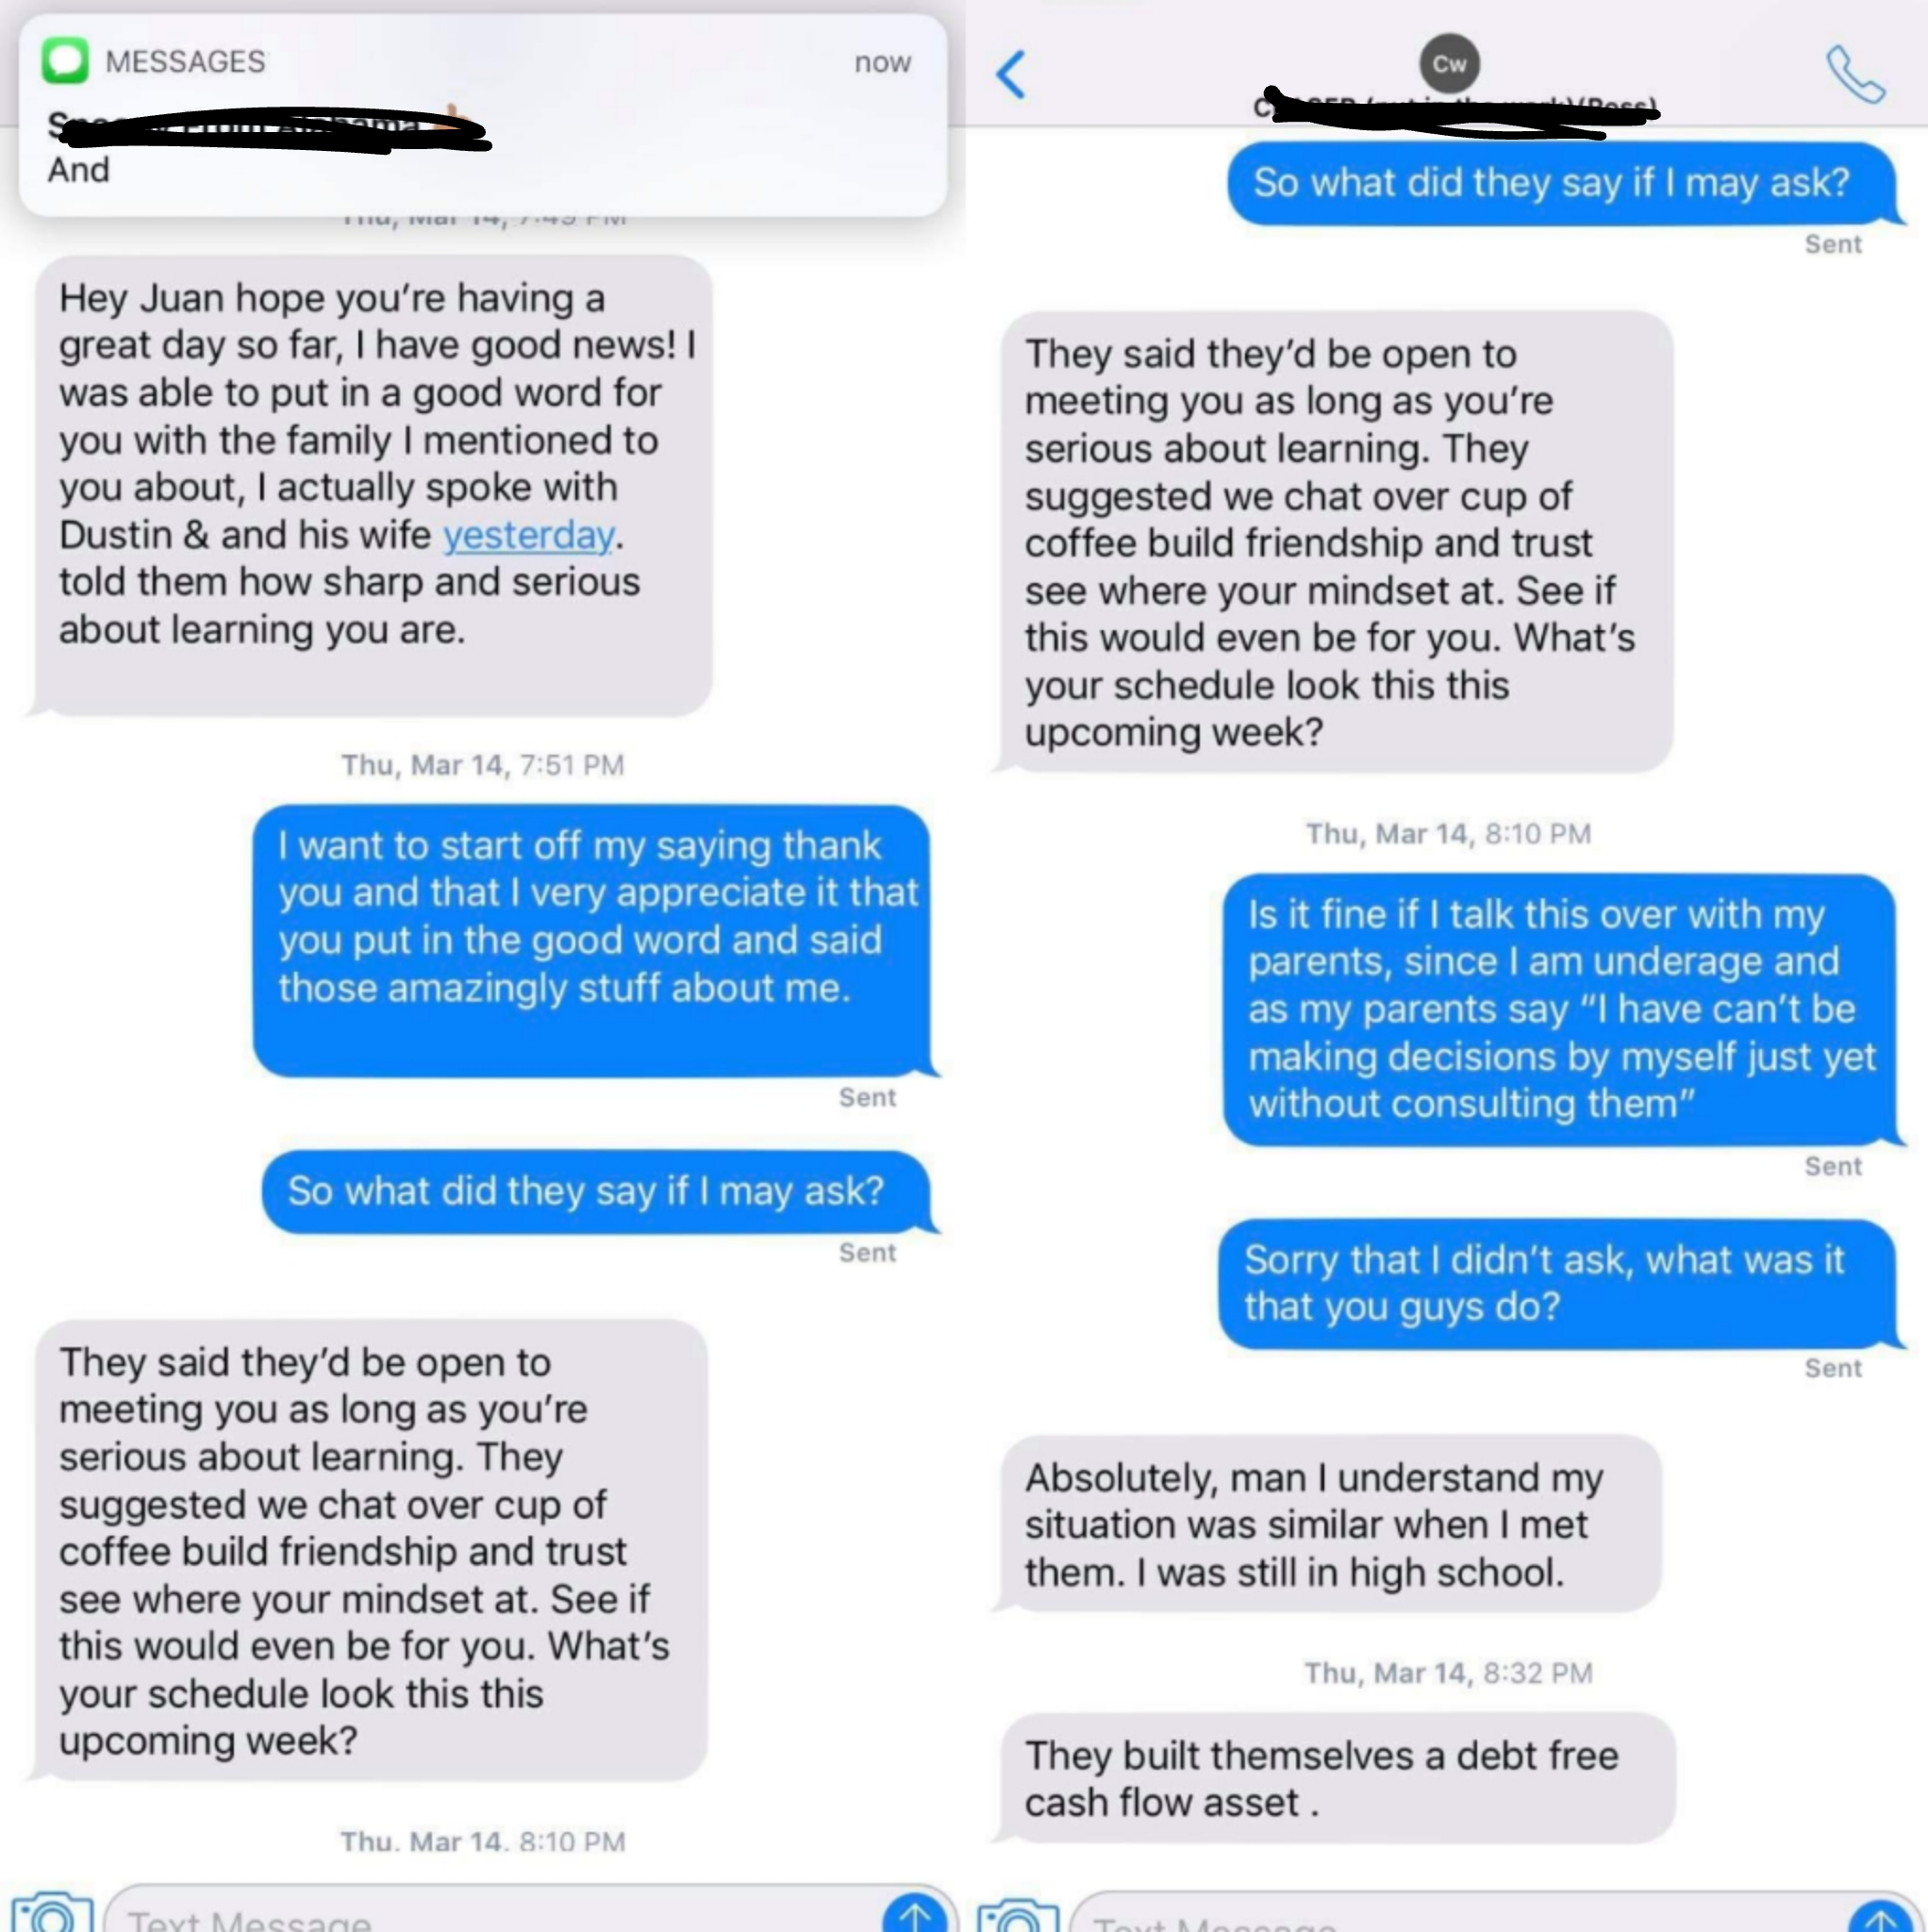 MESSAGES
now
And
Thu, Mar 14, 7:49 PM
Hey Juan hope you're having a
great day so far, I have good news! I
was able to put in a good word for
you with the family I mentioned to
you about, I actually spoke with
Dustin & and his wife yesterday.
told them how sharp and serious
about learning you are.
Thu, Mar 14, 7:51 PM
I want to start off my saying thank
you and that I very appreciate it that
you put in the good word and said
those amazingly stuff about me.
Sent
So what did they say if I may ask?
Sent
They said they'd be open to
meeting you as long as you're
serious about learning. They
suggested we chat over cup of
coffee build friendship and trust
see where your mindset at. See if
this would even be for you. What's
your schedule look this this
upcoming week?
Thu. Mar 14. 8:10 PM
Text Message
Cw
So what did they say if I may ask?
Sent
They said they'd be open to
meeting you as long as you're
serious about learning. They
suggested we chat over cup of
coffee build friendship and trust
see where your mindset at. See if
this would even be for you. What's
your schedule look this this
upcoming week?
Thu, Mar 14, 8:10 PM
Is it fine if I talk this over with my
parents, since I am underage and
as my parents say “I have can't be
making decisions by myself just yet
without consulting them”
Sent
Sorry that I didn't ask, what was it
that you guys do?
Sent
Absolutely, man I understand my
situation was similar when I met
them. I was still in high school.
Thu, Mar 14, 8:32 PM
They built themselves a debt free
cash flow asset .
Text Message